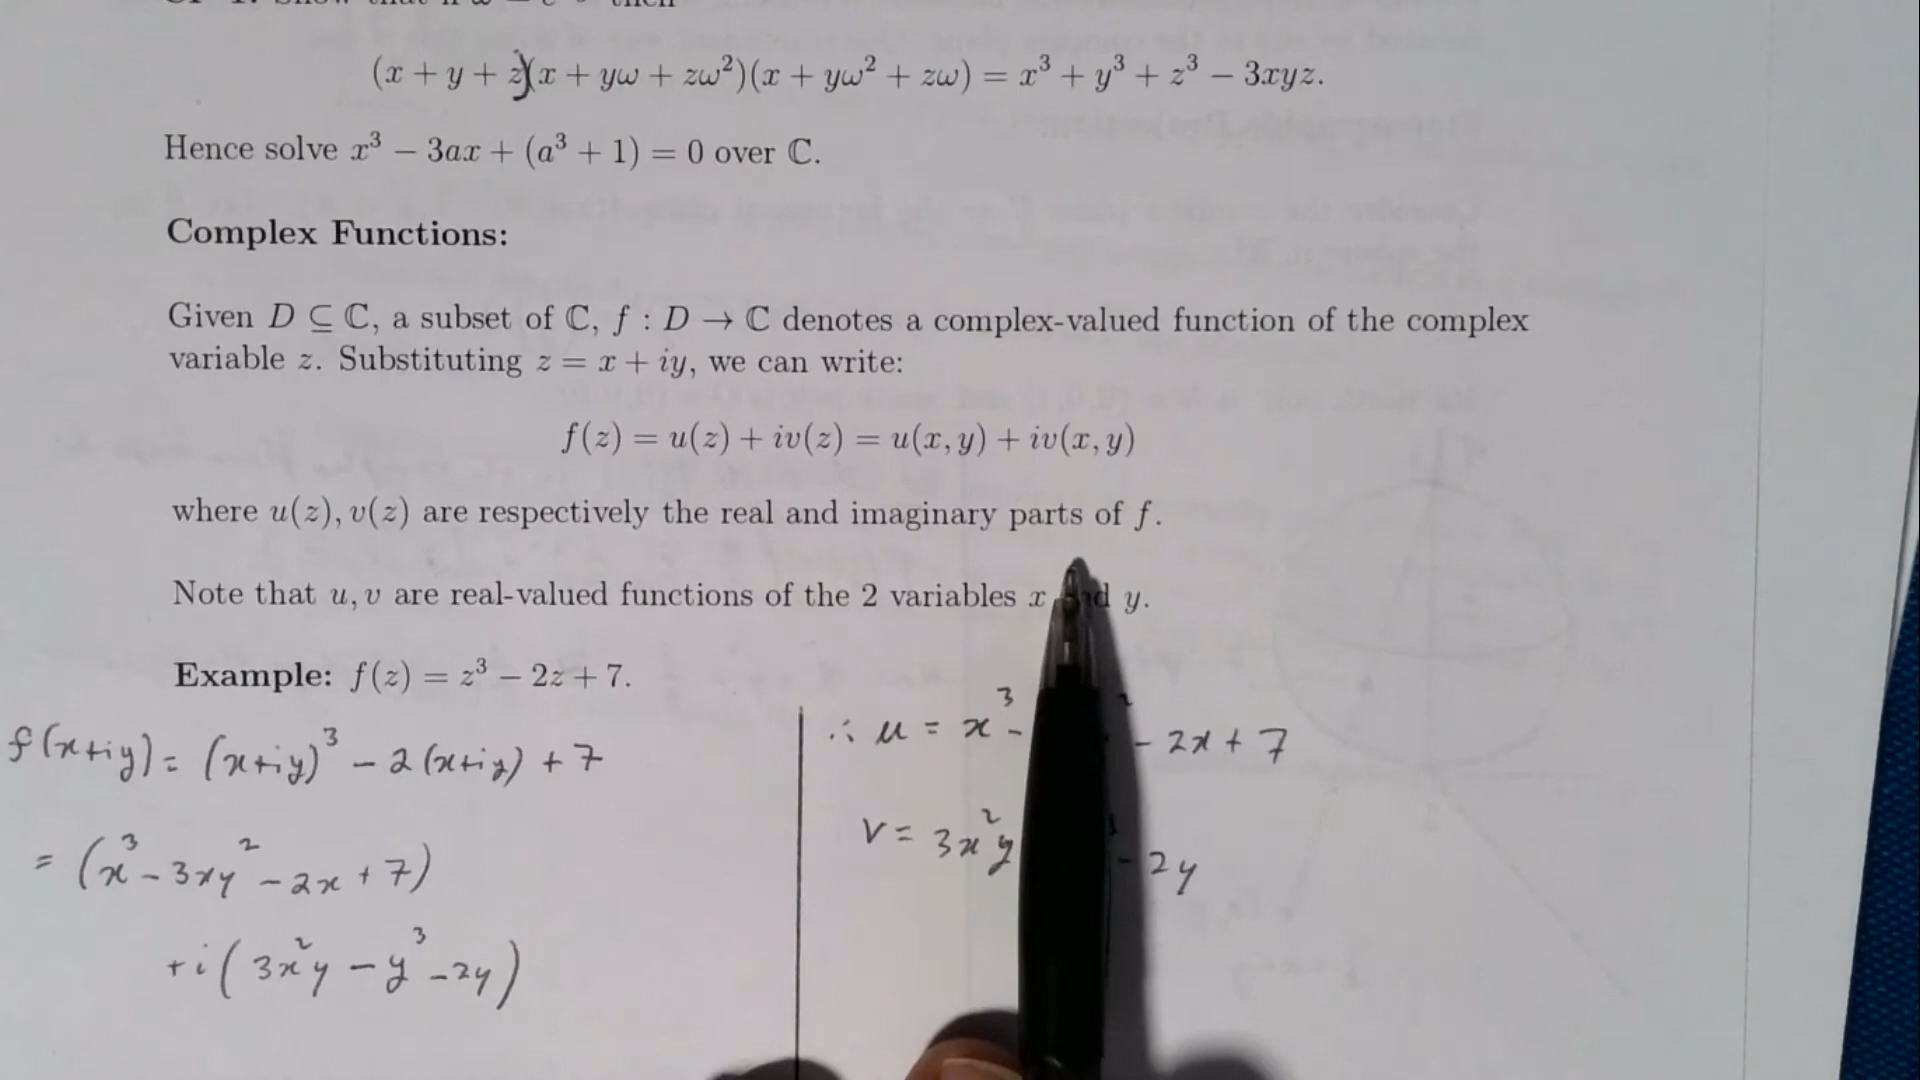 (x + y + z)(x + yω + zω²)(x + yω² + zω) = x³ + y³ + z³ − 3xyz.
Hence solve x³ − 3ax + (a³ + 1) = 0 over ℂ.
Complex Functions:
Given D ⊆ ℂ, a subset of ℂ, f : D → ℂ denotes a complex-valued function of the complex
variable z. Substituting z = x + iy, we can write:
f(z) = u(z) + iv(z) = u(x, y) + iv(x, y)
where u(z), v(z) are respectively the real and imaginary parts of f.
Note that u, v are real-valued functions of the 2 variables x y.
Example: f(z) = z³ − 2z + 7.
f(x+iy) = (x+iy)³ − 2(x+iy) + 7
= (x³ − 3xy² − 2x + 7)
+i(3x²y − y³ − 2y)
∴ u = x³ − − 2x + 7
v = 3x²y − 2y